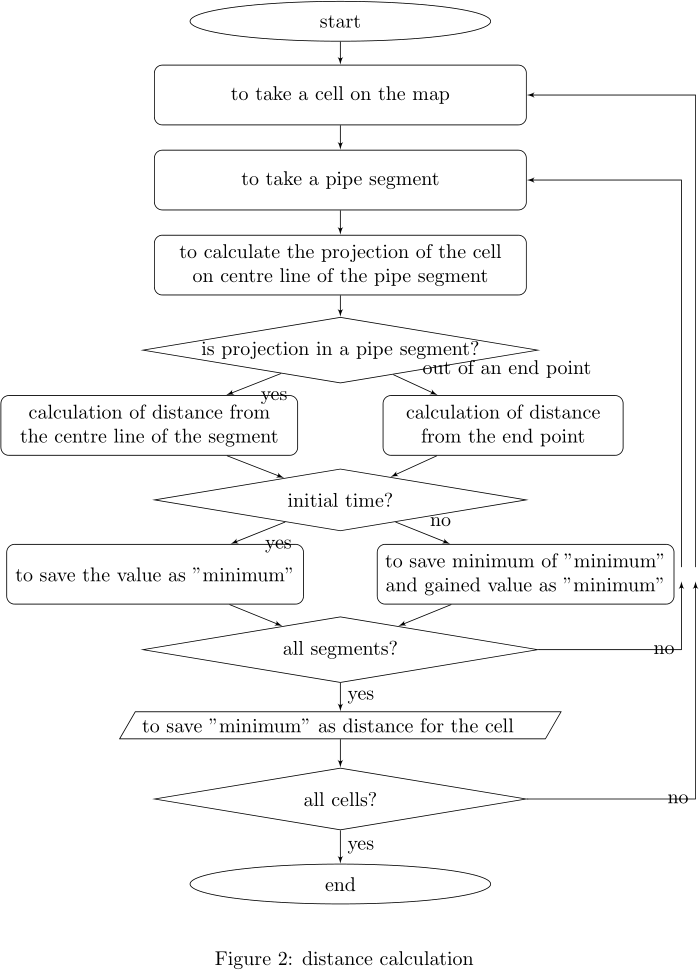 start
to take a cell on the map
to take a pipe segment
to calculate the projection of the cell
on centre line of the pipe segment
is projection in a pipe segment?
out of an end point
yes
calculation of distance from
the centre line of the segment
calculation of distance
from the end point
initial time?
no
yes
to save the value as ”minimum”
to save minimum of ”minimum”
and gained value as ”minimum”
all segments?
no
yes
to save ”minimum” as distance for the cell
all cells?
no
yes
end
Figure 2: distance calculation